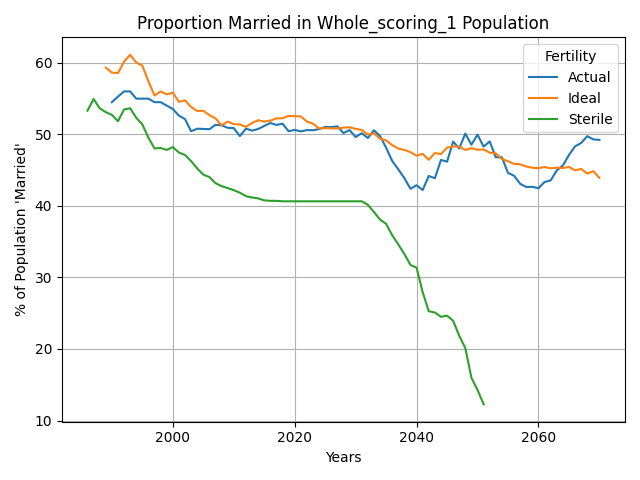 Proportion Married in Whole_scoring_1 Population
Fertility
Actual
Ideal
Sterile
% of Population 'Married'
60
50
40
30
20
10
2000
2020
2040
2060
Years